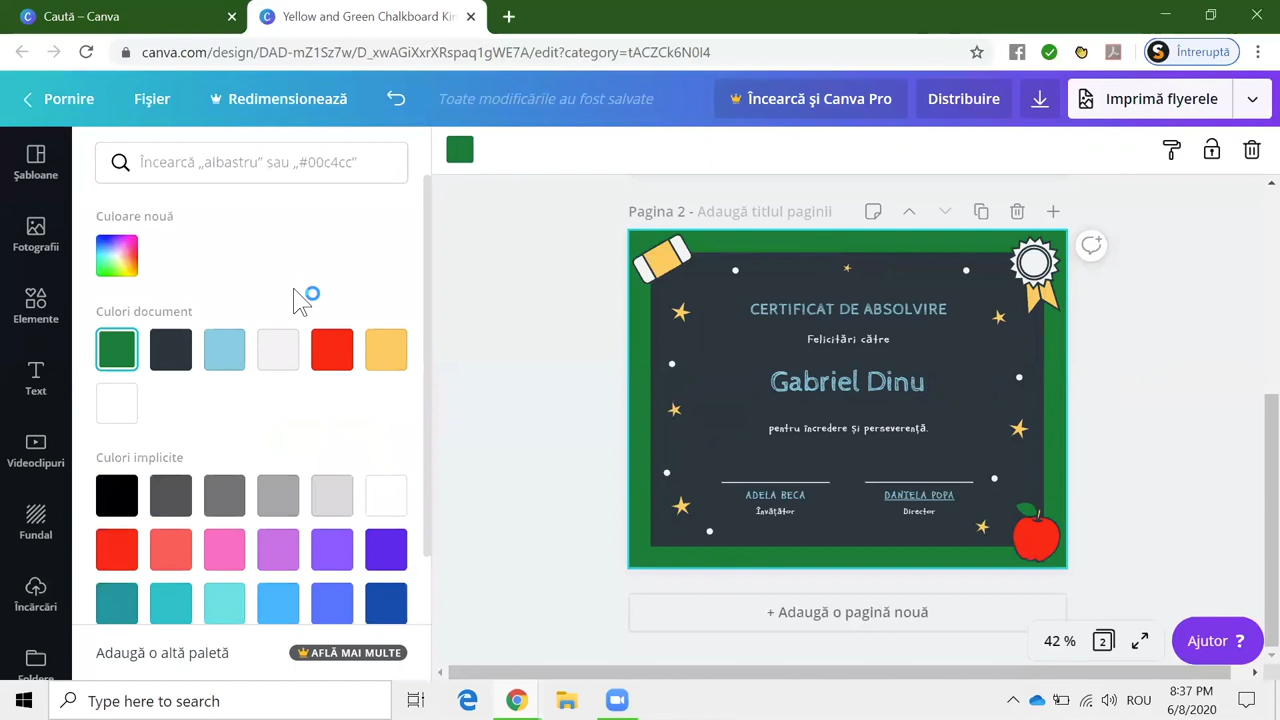 Caută – Canva
Yellow and Green Chalkboard Kin
canva.com/design/DAD-mZ1Sz7w/D_xwAGiXxrXRspaq1gWE7A/edit?category=tACZCk6N0I4
Întreruptă
Pornire
Fișier
Redimensionează
Toate modificările au fost salvate
Încearcă și Canva Pro
Distribuire
Imprimă flyerele
Șabloane
Fotografii
Elemente
Text
Videoclipuri
Fundal
Încărcări
Foldere
Încearcă „albastru” sau „#00c4cc”
Culoare nouă
Culori document
Culori implicite
Adaugă o altă paletă
AFLĂ MAI MULTE
Pagina 2 - Adaugă titlul paginii
CERTIFICAT DE ABSOLVIRE
Felicitări către
Gabriel Dinu
pentru încredere și perseverență.
ADELA BECA
Învățător
DANIELA POPA
Director
+ Adaugă o pagină nouă
42 %
2
Ajutor ?
Type here to search
ROU
8:37 PM
6/8/2020